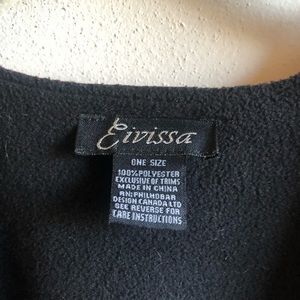 Eivissa
ONE SIZE
100% POLYESTER
EXCLUSIVE OF TRIMS
MADE IN CHINA
RN: PHILHOBAR
DESIGN CANADA LTD
SEE REVERSE FOR
CARE INSTRUCTIONS